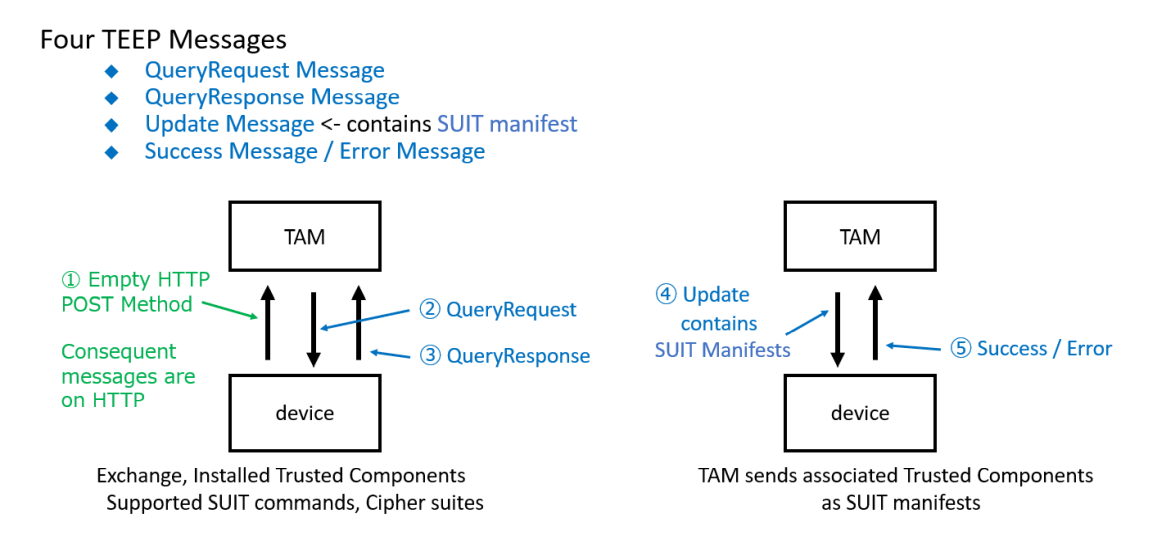 Four TEEP Messages
◆ QueryRequest Message
◆ QueryResponse Message
◆ Update Message <- contains SUIT manifest
◆ Success Message / Error Message
TAM
① Empty HTTP
POST Method
② QueryRequest
③ QueryResponse
Consequent
messages are
on HTTP
device
Exchange, Installed Trusted Components
Supported SUIT commands, Cipher suites
TAM
④ Update
contains
SUIT Manifests
⑤ Success / Error
device
TAM sends associated Trusted Components
as SUIT manifests